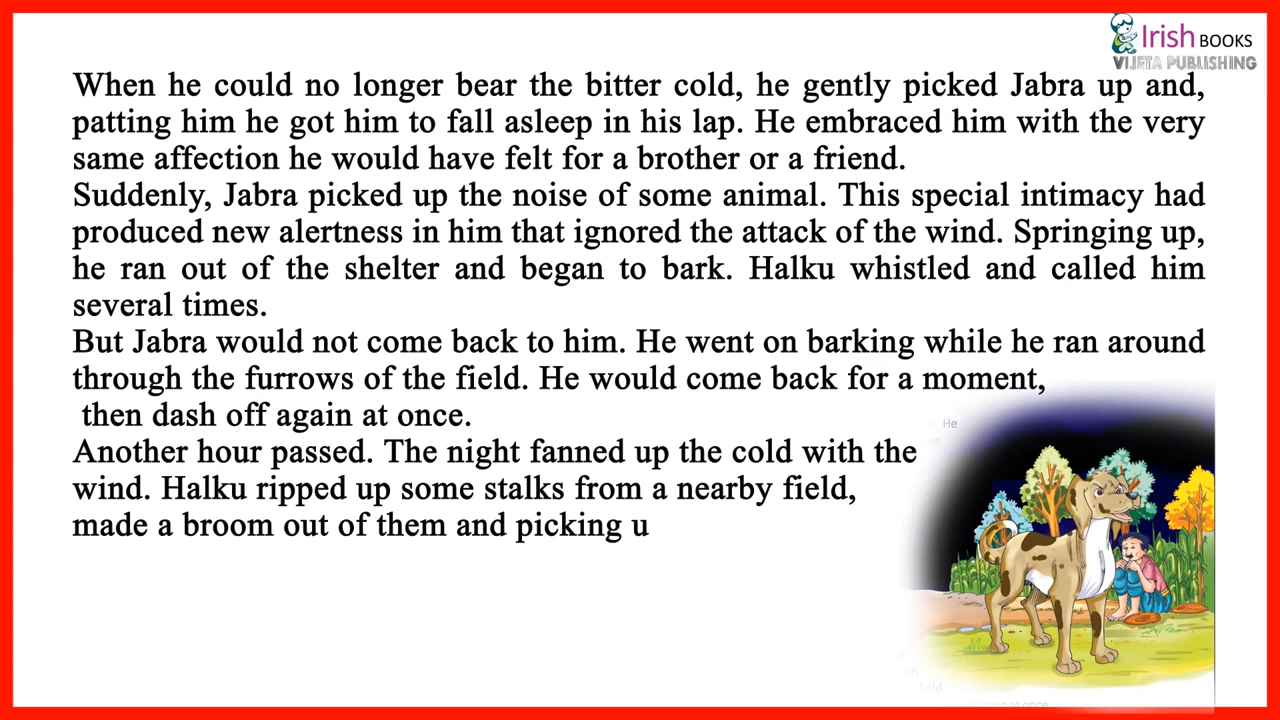 Irish BOOKS
VIJETA PUBLISHING
When he could no longer bear the bitter cold, he gently picked Jabra up and,
patting him he got him to fall asleep in his lap. He embraced him with the very
same affection he would have felt for a brother or a friend.
Suddenly, Jabra picked up the noise of some animal. This special intimacy had
produced new alertness in him that ignored the attack of the wind. Springing up,
he ran out of the shelter and began to bark. Halku whistled and called him
several times.
But Jabra would not come back to him. He went on barking while he ran around
through the furrows of the field. He would come back for a moment,
then dash off again at once.
Another hour passed. The night fanned up the cold with the
wind. Halku ripped up some stalks from a nearby field,
made a broom out of them and picking u